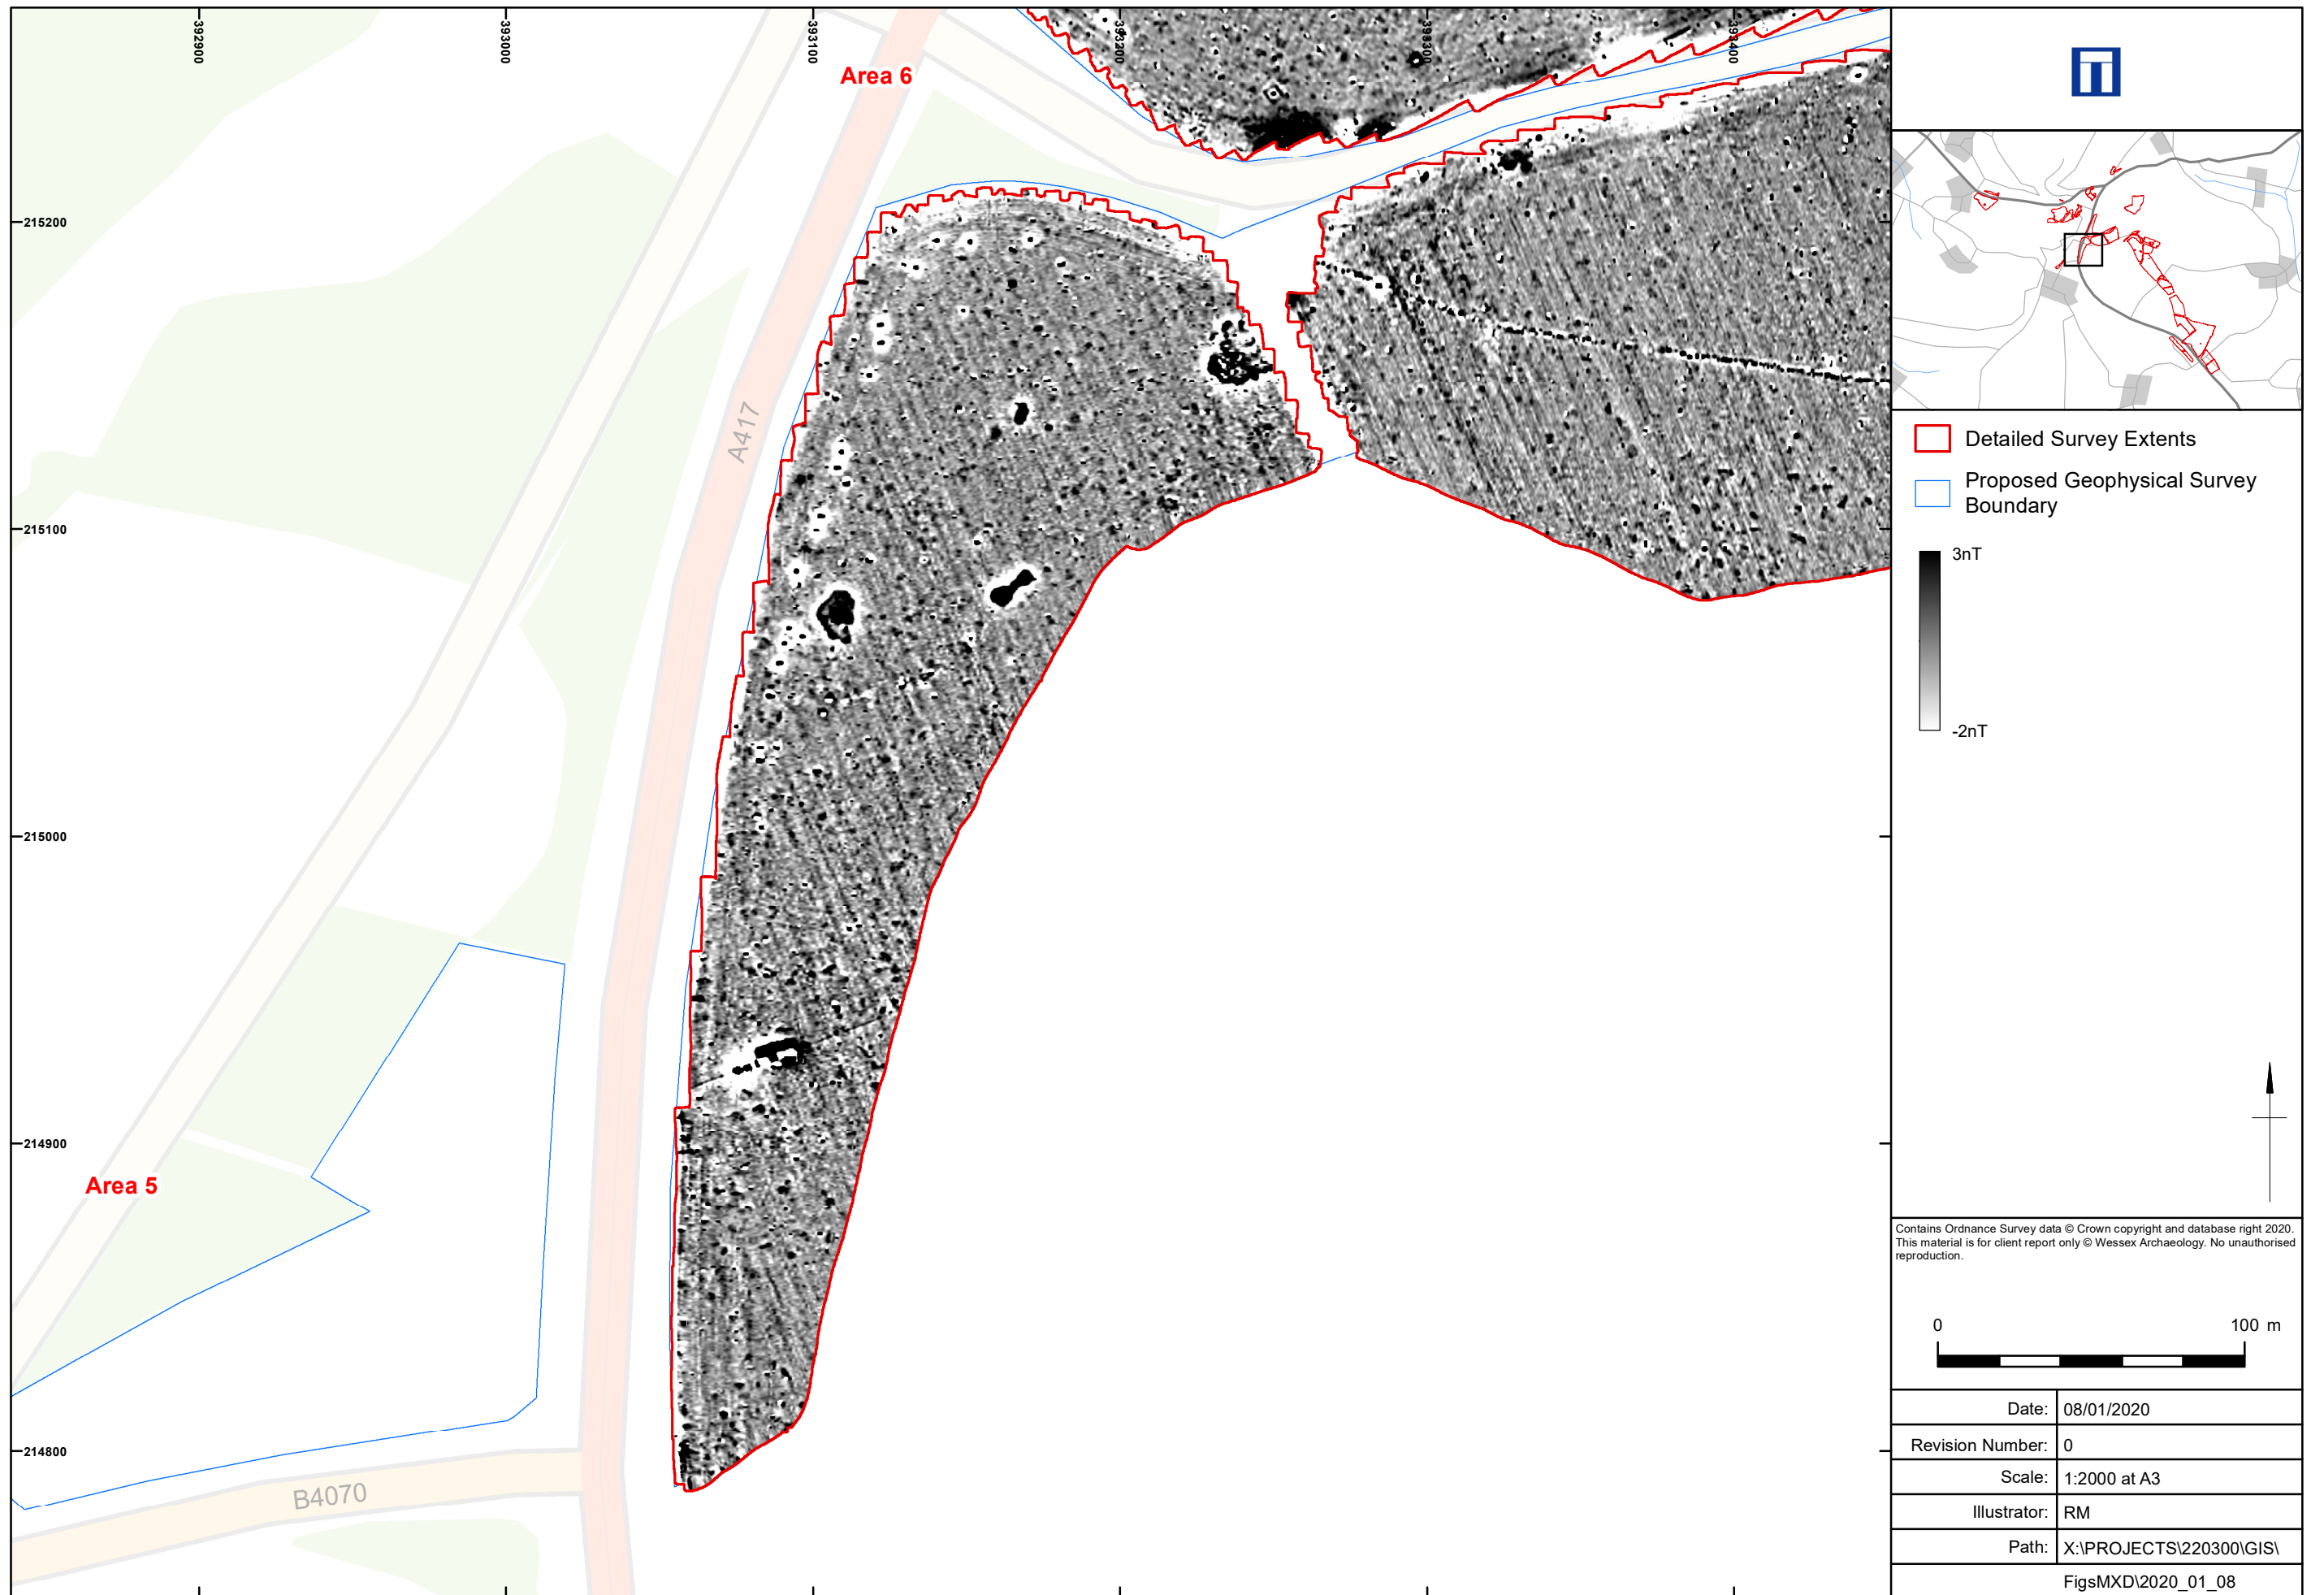 392900
393000
393100
393200
393300
393400
Area 6
215200
A417
215100
215000
214900
Area 5
214800
B4070
Detailed Survey Extents
Proposed Geophysical Survey
Boundary
3nT
-2nT
Contains Ordnance Survey data © Crown copyright and database right 2020.
This material is for client report only © Wessex Archaeology. No unauthorised
reproduction.
0 100 m
Date: 08/01/2020
Revision Number: 0
Scale: 1:2000 at A3
Illustrator: RM
Path: X:\PROJECTS\220300\GIS\
FigsMXD\2020_01_08